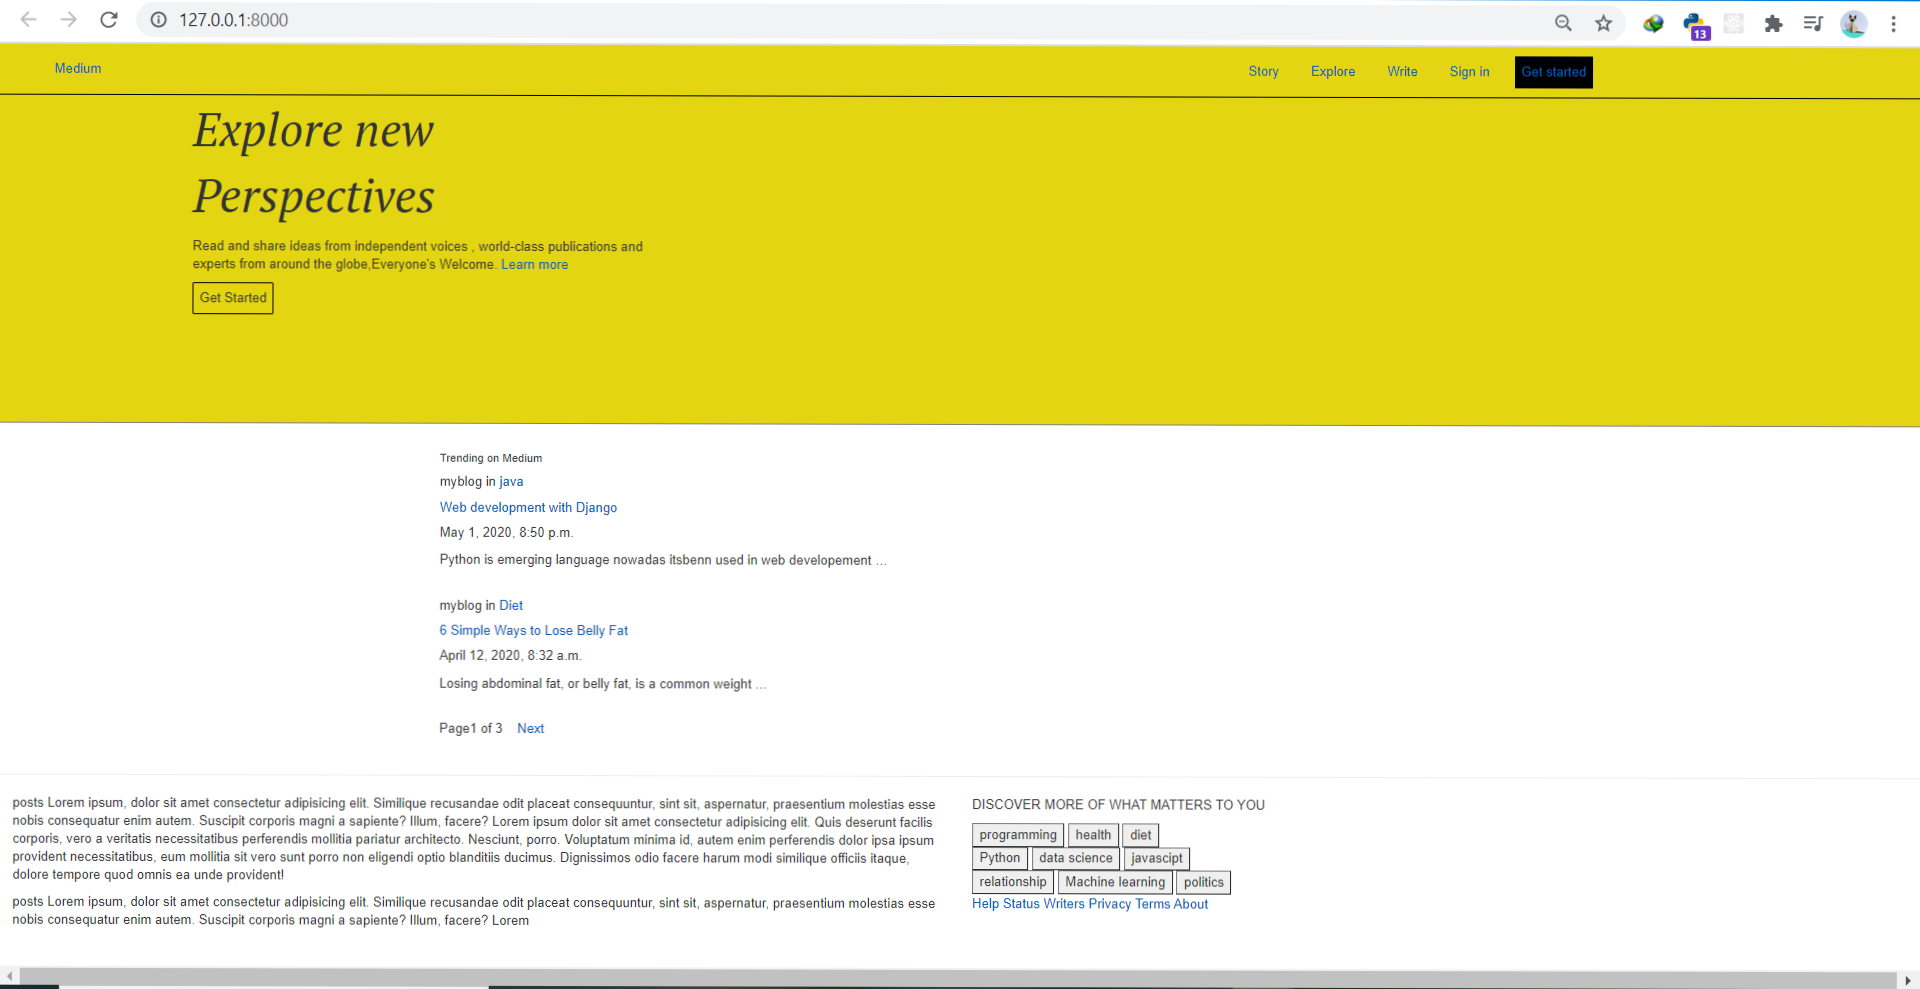 127.0.0.1:8000
13
Medium
Story Explore Write Sign in Get started
Explore new
Perspectives
Read and share ideas from independent voices , world-class publications and
experts from around the globe,Everyone's Welcome. Learn more
Get Started
Trending on Medium
myblog in java
Web development with Django
May 1, 2020, 8:50 p.m.
Python is emerging language nowadas itsbenn used in web developement …
myblog in Diet
6 Simple Ways to Lose Belly Fat
April 12, 2020, 8:32 a.m.
Losing abdominal fat, or belly fat, is a common weight …
Page1 of 3 Next
posts Lorem ipsum, dolor sit amet consectetur adipisicing elit. Similique recusandae odit placeat consequuntur, sint sit, aspernatur, praesentium molestias esse
nobis consequatur enim autem. Suscipit corporis magni a sapiente? Illum, facere? Lorem ipsum dolor sit amet consectetur adipisicing elit. Quis deserunt facilis
corporis, vero a veritatis necessitatibus perferendis mollitia pariatur architecto. Nesciunt, porro. Voluptatum minima id, autem enim perferendis dolor ipsa ipsum
provident necessitatibus, eum mollitia sit vero sunt porro non eligendi optio blanditiis ducimus. Dignissimos odio facere harum modi similique officiis itaque,
dolore tempore quod omnis ea unde provident!
posts Lorem ipsum, dolor sit amet consectetur adipisicing elit. Similique recusandae odit placeat consequuntur, sint sit, aspernatur, praesentium molestias esse
nobis consequatur enim autem. Suscipit corporis magni a sapiente? Illum, facere? Lorem
DISCOVER MORE OF WHAT MATTERS TO YOU
programming health diet
Python data science javascipt
relationship Machine learning politics
Help Status Writers Privacy Terms About